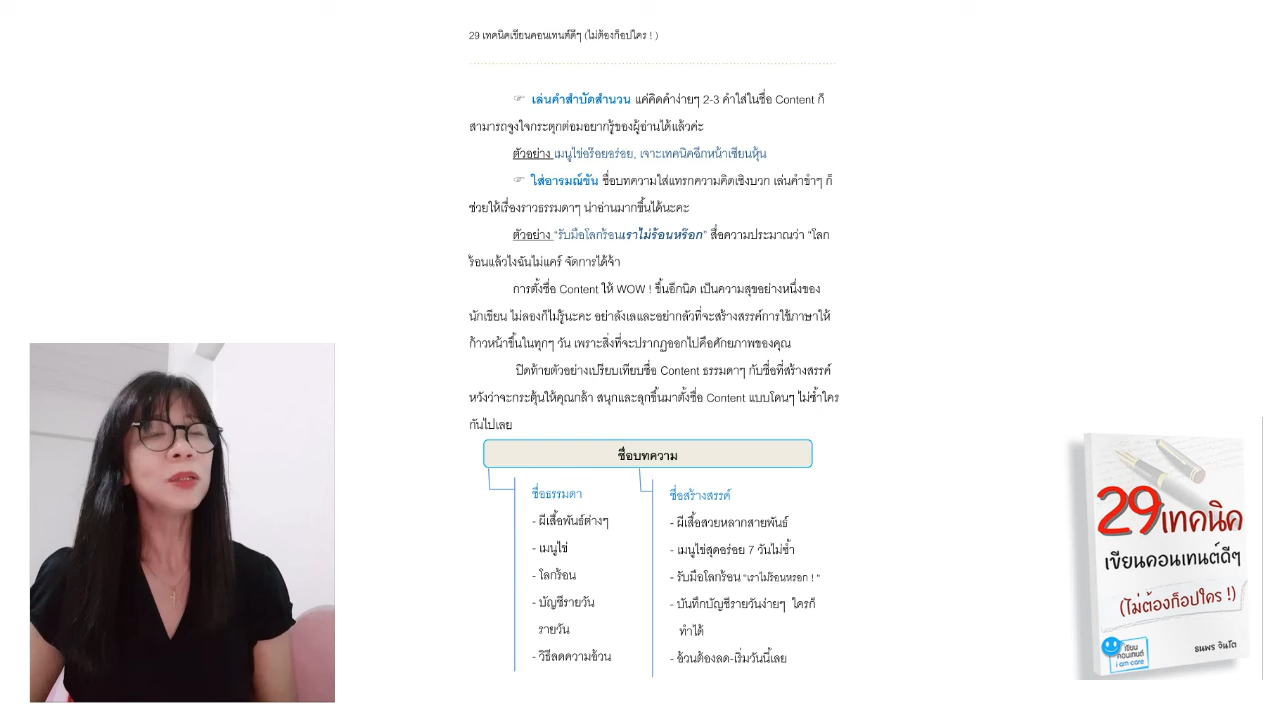 29 เทคนิคเขียนคอนเทนต์ดีๆ (ไม่ต้องก็อปใคร ! )
☞ เล่นคำสำบัดสำนวน แค่คิดคำง่ายๆ 2-3 คำใส่ในชื่อ Content ก็
สามารถจูงใจกระตุกต่อมอยากรู้ของผู้อ่านได้แล้วค่ะ
ตัวอย่าง เมนูไข่อร๊อยอร่อย, เจาะเทคนิคฉีกหน้าเซียนหุ้น
☞ ใส่อารมณ์ขัน ชื่อบทความใส่แทรกความคิดเชิงบวก เล่นคำขำๆ ก็
ช่วยให้เรื่องราวธรรมดาๆ น่าอ่านมากขึ้นได้นะคะ
ตัวอย่าง "รับมือโลกร้อนเราไม่ร้อนหร๊อก" สื่อความประมาณว่า "โลก
ร้อนแล้วไงฉันไม่แคร์ จัดการได้จ้า
การตั้งชื่อ Content ให้ WOW ! ขึ้นอีกนิด เป็นความสุขอย่างหนึ่งของ
นักเขียน ไม่ลองก็ไม่รู้นะคะ อย่าลังเลและอย่ากลัวที่จะสร้างสรรค์การใช้ภาษาให้
ก้าวหน้าขึ้นในทุกๆ วัน เพราะสิ่งที่จะปรากฏออกไปคือศักยภาพของคุณ
ปิดท้ายตัวอย่างเปรียบเทียบชื่อ Content ธรรมดาๆ กับชื่อที่สร้างสรรค์
หวังว่าจะกระตุ้นให้คุณกล้า สนุกและลุกขึ้นมาตั้งชื่อ Content แบบโดนๆ ไม่ซ้ำใคร
กันไปเลย
ชื่อบทความ
ชื่อธรรมดา
- ผีเสื้อพันธ์ต่างๆ
- เมนูไข่
- โลกร้อน
- บัญชีรายวัน
รายวัน
- วิธีลดความอ้วน
ชื่อสร้างสรรค์
- ผีเสื้อสวยหลากสายพันธ์
- เมนูไข่สุดอร่อย 7 วันไม่ซ้ำ
- รับมือโลกร้อน "เราไม่ร้อนหรอก ! "
- บันทึกบัญชีรายวันง่ายๆ ใครก็
ทำได้
- อ้วนต้องลด-เริ่มวันนี้เลย
29เทคนิค
เขียนคอนเทนต์ดีๆ
(ไม่ต้องก็อปใคร !)
เขียน
คอนเทนต์
i am care
ธนพร จินโต